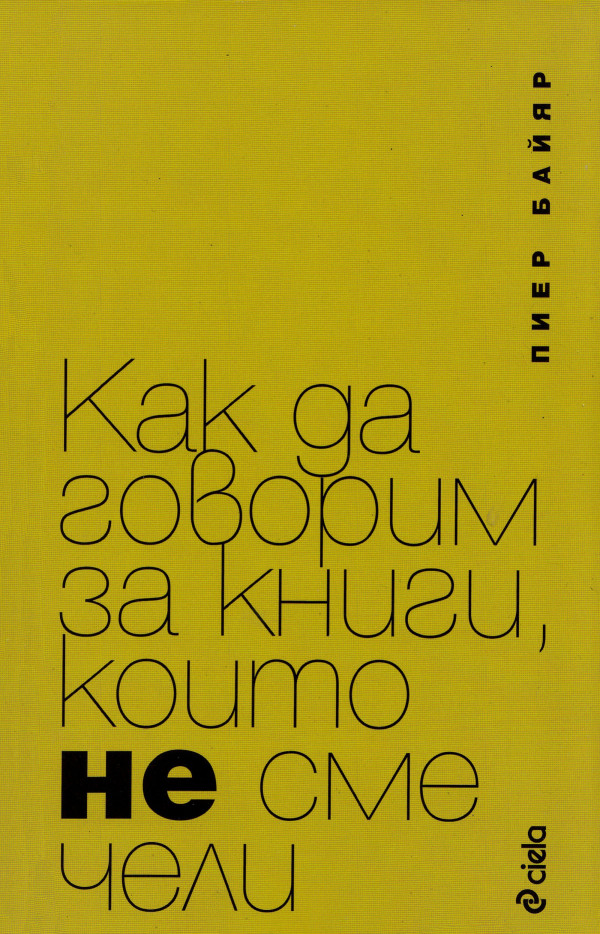 ПИЕР БАЙЯР
Как да
говорим
за книги,
които
не сме
чели
ciela